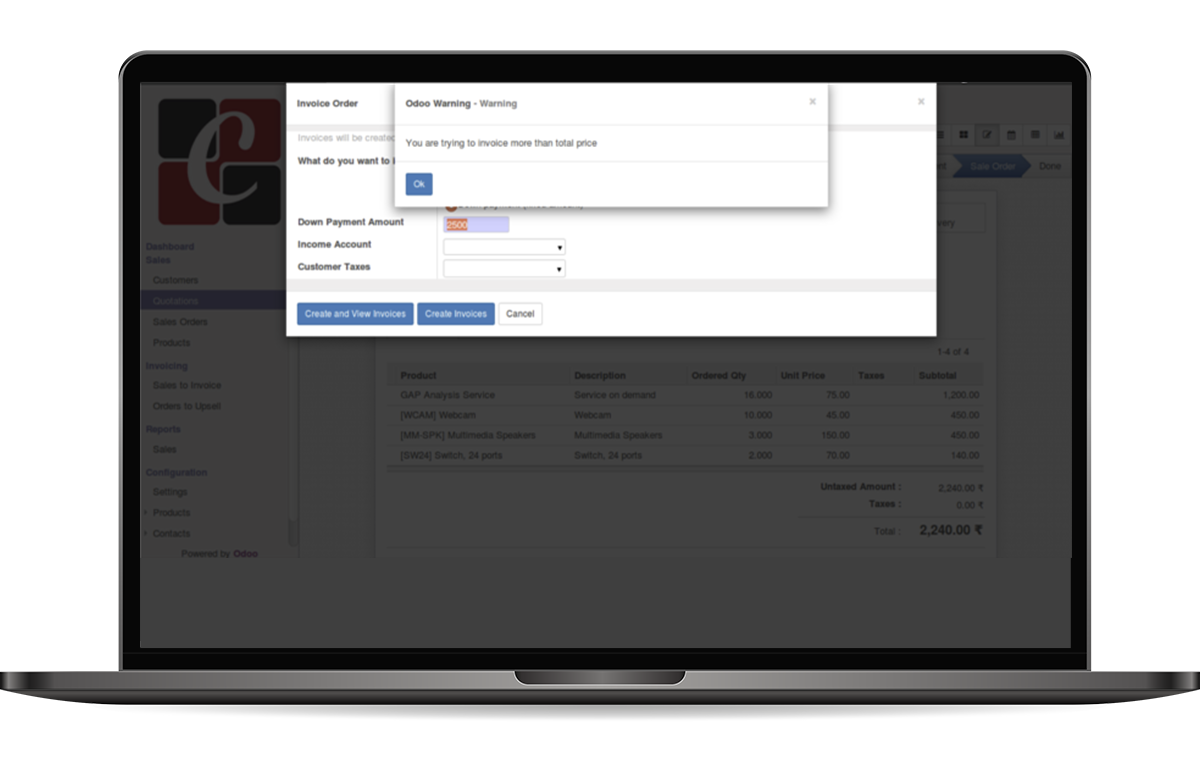 Invoice Order
Odoo Warning - Warning
×
×
Invoices will be created
You are trying to invoice more than total price
What do you want to
Ok
Down Payment Amount
2500
Income Account
Customer Taxes
Create and View Invoices
Create Invoices
Cancel
C
Sale Order
Done
very
Dashboard
Sales
Customers
Quotations
Sales Orders
Products
Invoicing
Sales to Invoice
Orders to Upsell
Reports
Sales
Configuration
Settings
Products
Contacts
Powered by Odoo
1-4 of 4
Product Description Ordered Qty Unit Price Taxes Subtotal
GAP Analysis Service Service on demand 16.000 75.00 1,200.00
[WCAM] Webcam Webcam 10.000 45.00 450.00
[MM-SPK] Multimedia Speakers Multimedia Speakers 3.000 150.00 450.00
[SW24] Switch, 24 ports Switch, 24 ports 2.000 70.00 140.00
Untaxed Amount : 2,240.00 ₹
Taxes : 0.00 ₹
Total : 2,240.00 ₹